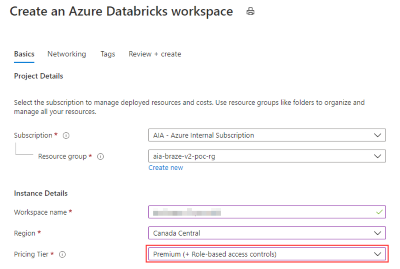 Create an Azure Databricks workspace
Basics Networking Tags Review + create
Project Details
Select the subscription to manage deployed resources and costs. Use resource groups like folders to organize and
manage all your resources.
Subscription * AIA - Azure Internal Subscription
Resource group * aia-braze-v2-poc-rg
Create new
Instance Details
Workspace name *
Region * Canada Central
Pricing Tier * Premium (+ Role-based access controls)